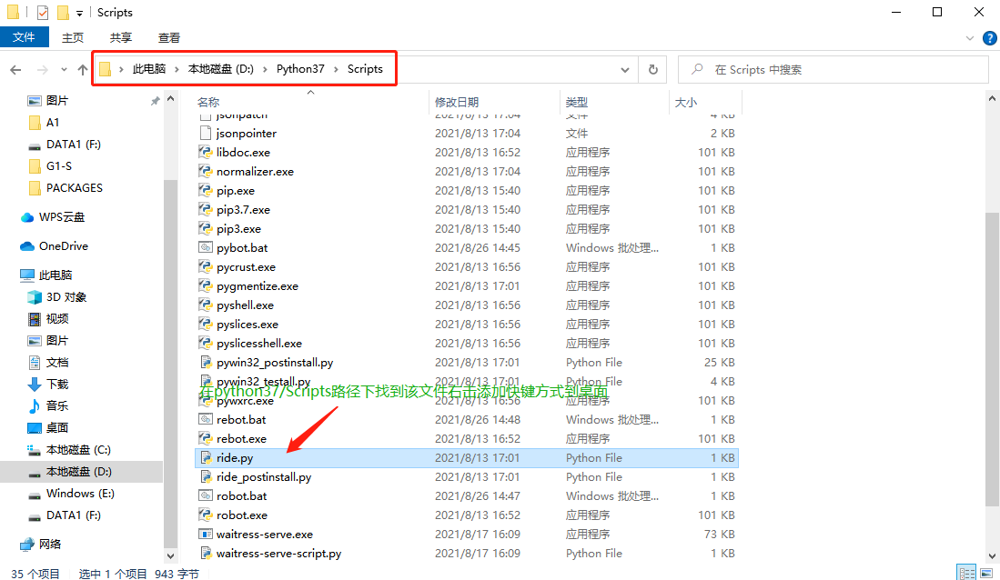 Scripts
文件 主页 共享 查看
此电脑 本地磁盘 (D:) Python37 Scripts
在 Scripts 中搜索
图片
A1
DATA1 (F:)
G1-S
PACKAGES
WPS云盘
OneDrive
此电脑
3D 对象
视频
图片
文档
下载
音乐
桌面
本地磁盘 (C:)
本地磁盘 (D:)
Windows (E:)
DATA1 (F:)
网络
名称 修改日期 类型 大小
jsonpatch 2021/8/13 17:04 文件 4 KB
jsonpointer 2021/8/13 17:04 文件 2 KB
libdoc.exe 2021/8/13 16:52 应用程序 101 KB
normalizer.exe 2021/8/13 17:04 应用程序 101 KB
pip.exe 2021/8/13 15:40 应用程序 101 KB
pip3.7.exe 2021/8/13 15:40 应用程序 101 KB
pip3.exe 2021/8/13 15:40 应用程序 101 KB
pybot.bat 2021/8/26 14:45 Windows 批处理... 1 KB
pycrust.exe 2021/8/13 16:56 应用程序 101 KB
pygmentize.exe 2021/8/13 17:01 应用程序 101 KB
pyshell.exe 2021/8/13 16:56 应用程序 101 KB
pyslices.exe 2021/8/13 16:56 应用程序 101 KB
pyslicesshell.exe 2021/8/13 16:56 应用程序 101 KB
pywin32_postinstall.py 2021/8/13 17:01 Python File 25 KB
pywin32_testall.py 2021/8/13 17:01 Python File 4 KB
在python37/Scripts路径下找到该文件右击添加快键方式到桌面
pywxrc.exe 2021/8/13 16:56 应用程序 101 KB
rebot.bat 2021/8/26 14:48 Windows 批处理... 1 KB
rebot.exe 2021/8/13 16:52 应用程序 101 KB
ride.py 2021/8/13 17:01 Python File 1 KB
ride_postinstall.py 2021/8/13 17:01 Python File 1 KB
robot.bat 2021/8/26 14:47 Windows 批处理... 1 KB
robot.exe 2021/8/13 16:52 应用程序 101 KB
waitress-serve.exe 2021/8/17 16:09 应用程序 73 KB
waitress-serve-script.py 2021/8/17 16:09 Python File 1 KB
35 个项目 选中 1 个项目 943 字节